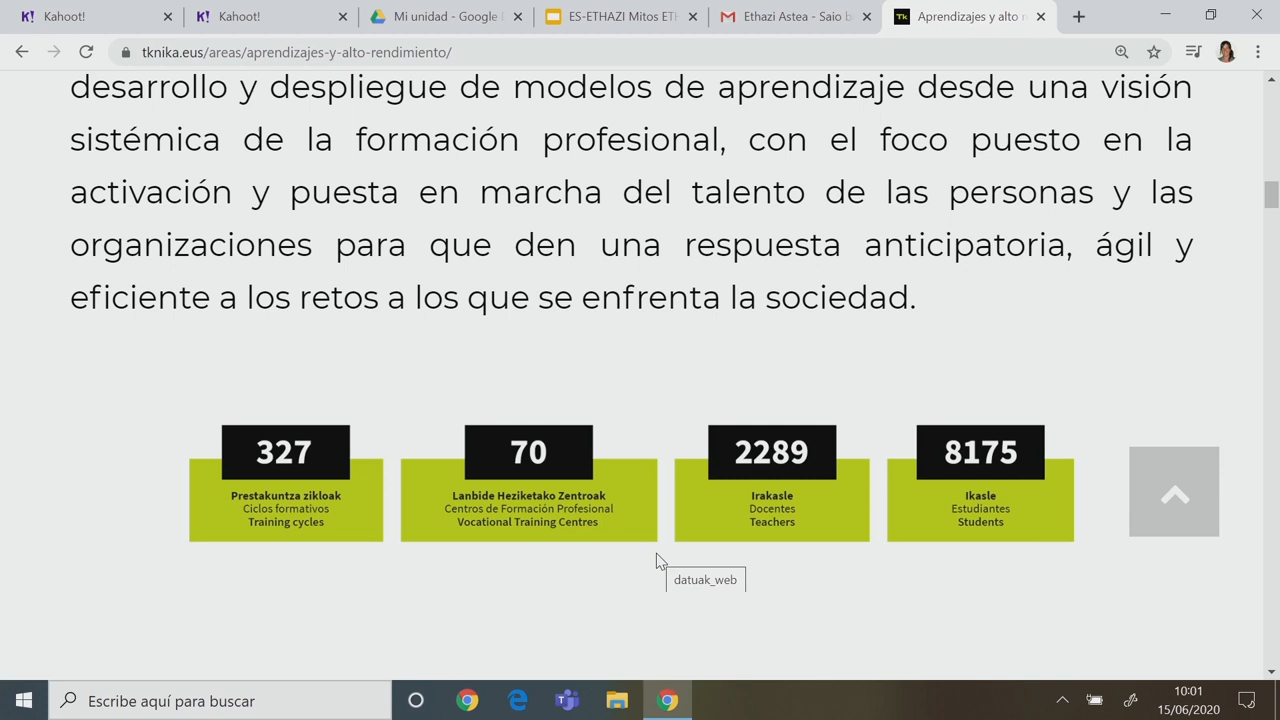 Kahoot!
Kahoot!
Mi unidad - Google
ES-ETHAZI Mitos ETH
Ethazi Astea - Saio b
Tk Aprendizajes y alto r
tknika.eus/areas/aprendizajes-y-alto-rendimiento/
desarrollo y despliegue de modelos de aprendizaje desde una visión
sistémica de la formación profesional, con el foco puesto en la
activación y puesta en marcha del talento de las personas y las
organizaciones para que den una respuesta anticipatoria, ágil y
eficiente a los retos a los que se enfrenta la sociedad.
327
Prestakuntza zikloak
Ciclos formativos
Training cycles
70
Lanbide Heziketako Zentroak
Centros de Formación Profesional
Vocational Training Centres
2289
Irakasle
Docentes
Teachers
8175
Ikasle
Estudiantes
Students
datuak_web
Escribe aquí para buscar
10:01
15/06/2020